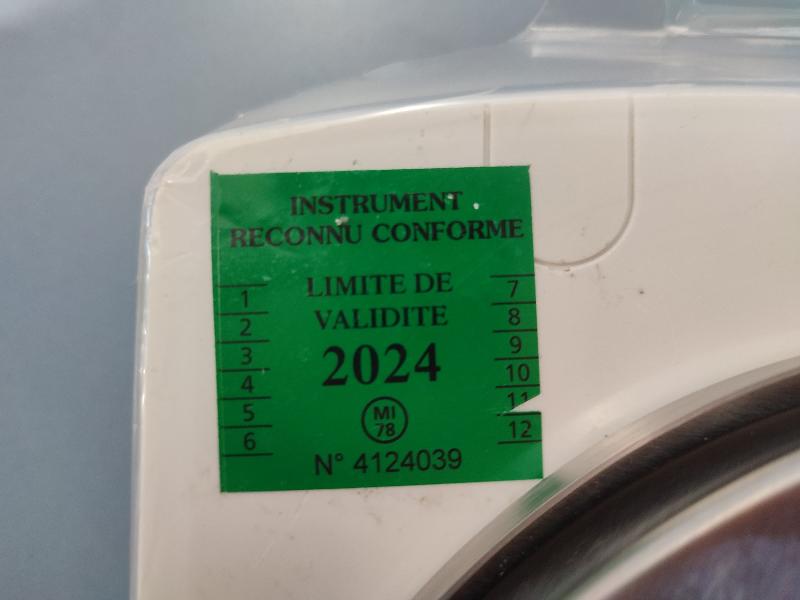 INSTRUMENT
RECONNU CONFORME
LIMITE DE
VALIDITE
2024
1
2
3
4
5
6
7
8
9
10
11
12
MI
78
N° 4124039